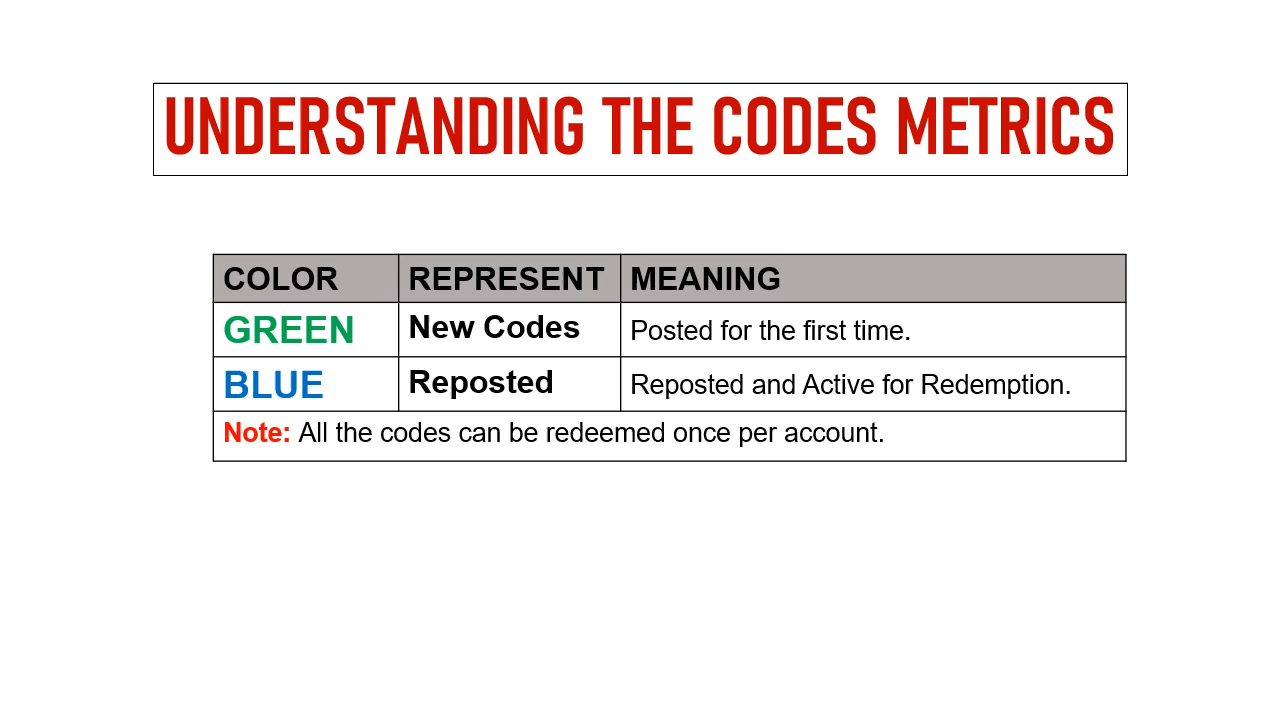 UNDERSTANDING THE CODES METRICS
COLOR REPRESENT MEANING
GREEN New Codes Posted for the first time.
BLUE Reposted Reposted and Active for Redemption.
Note: All the codes can be redeemed once per account.